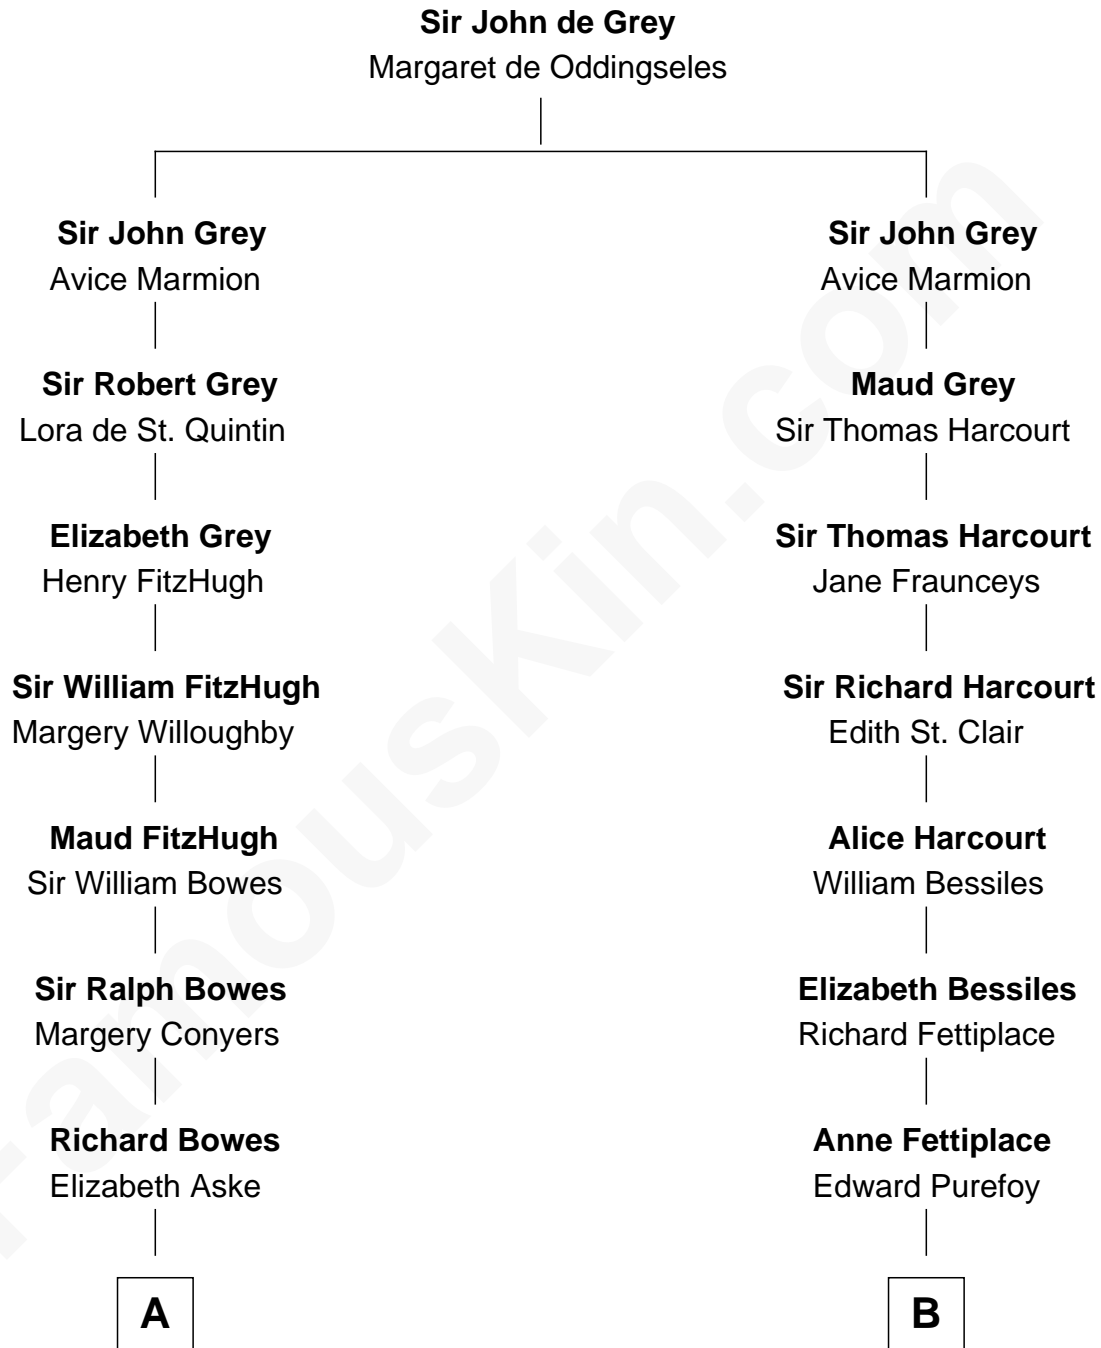 Sir John de Grey
Margaret de Oddingseles
Sir John Grey
Avice Marmion
Sir John Grey
Avice Marmion
Sir Robert Grey
Lora de St. Quintin
Maud Grey
Sir Thomas Harcourt
Elizabeth Grey
Henry FitzHugh
Sir Thomas Harcourt
Jane Fraunceys
Sir William FitzHugh
Margery Willoughby
Sir Richard Harcourt
Edith St. Clair
Maud FitzHugh
Sir William Bowes
Alice Harcourt
William Bessiles
Sir Ralph Bowes
Margery Conyers
Elizabeth Bessiles
Richard Fettiplace
Richard Bowes
Elizabeth Aske
Anne Fettiplace
Edward Purefoy
A
B
FamousKin.com